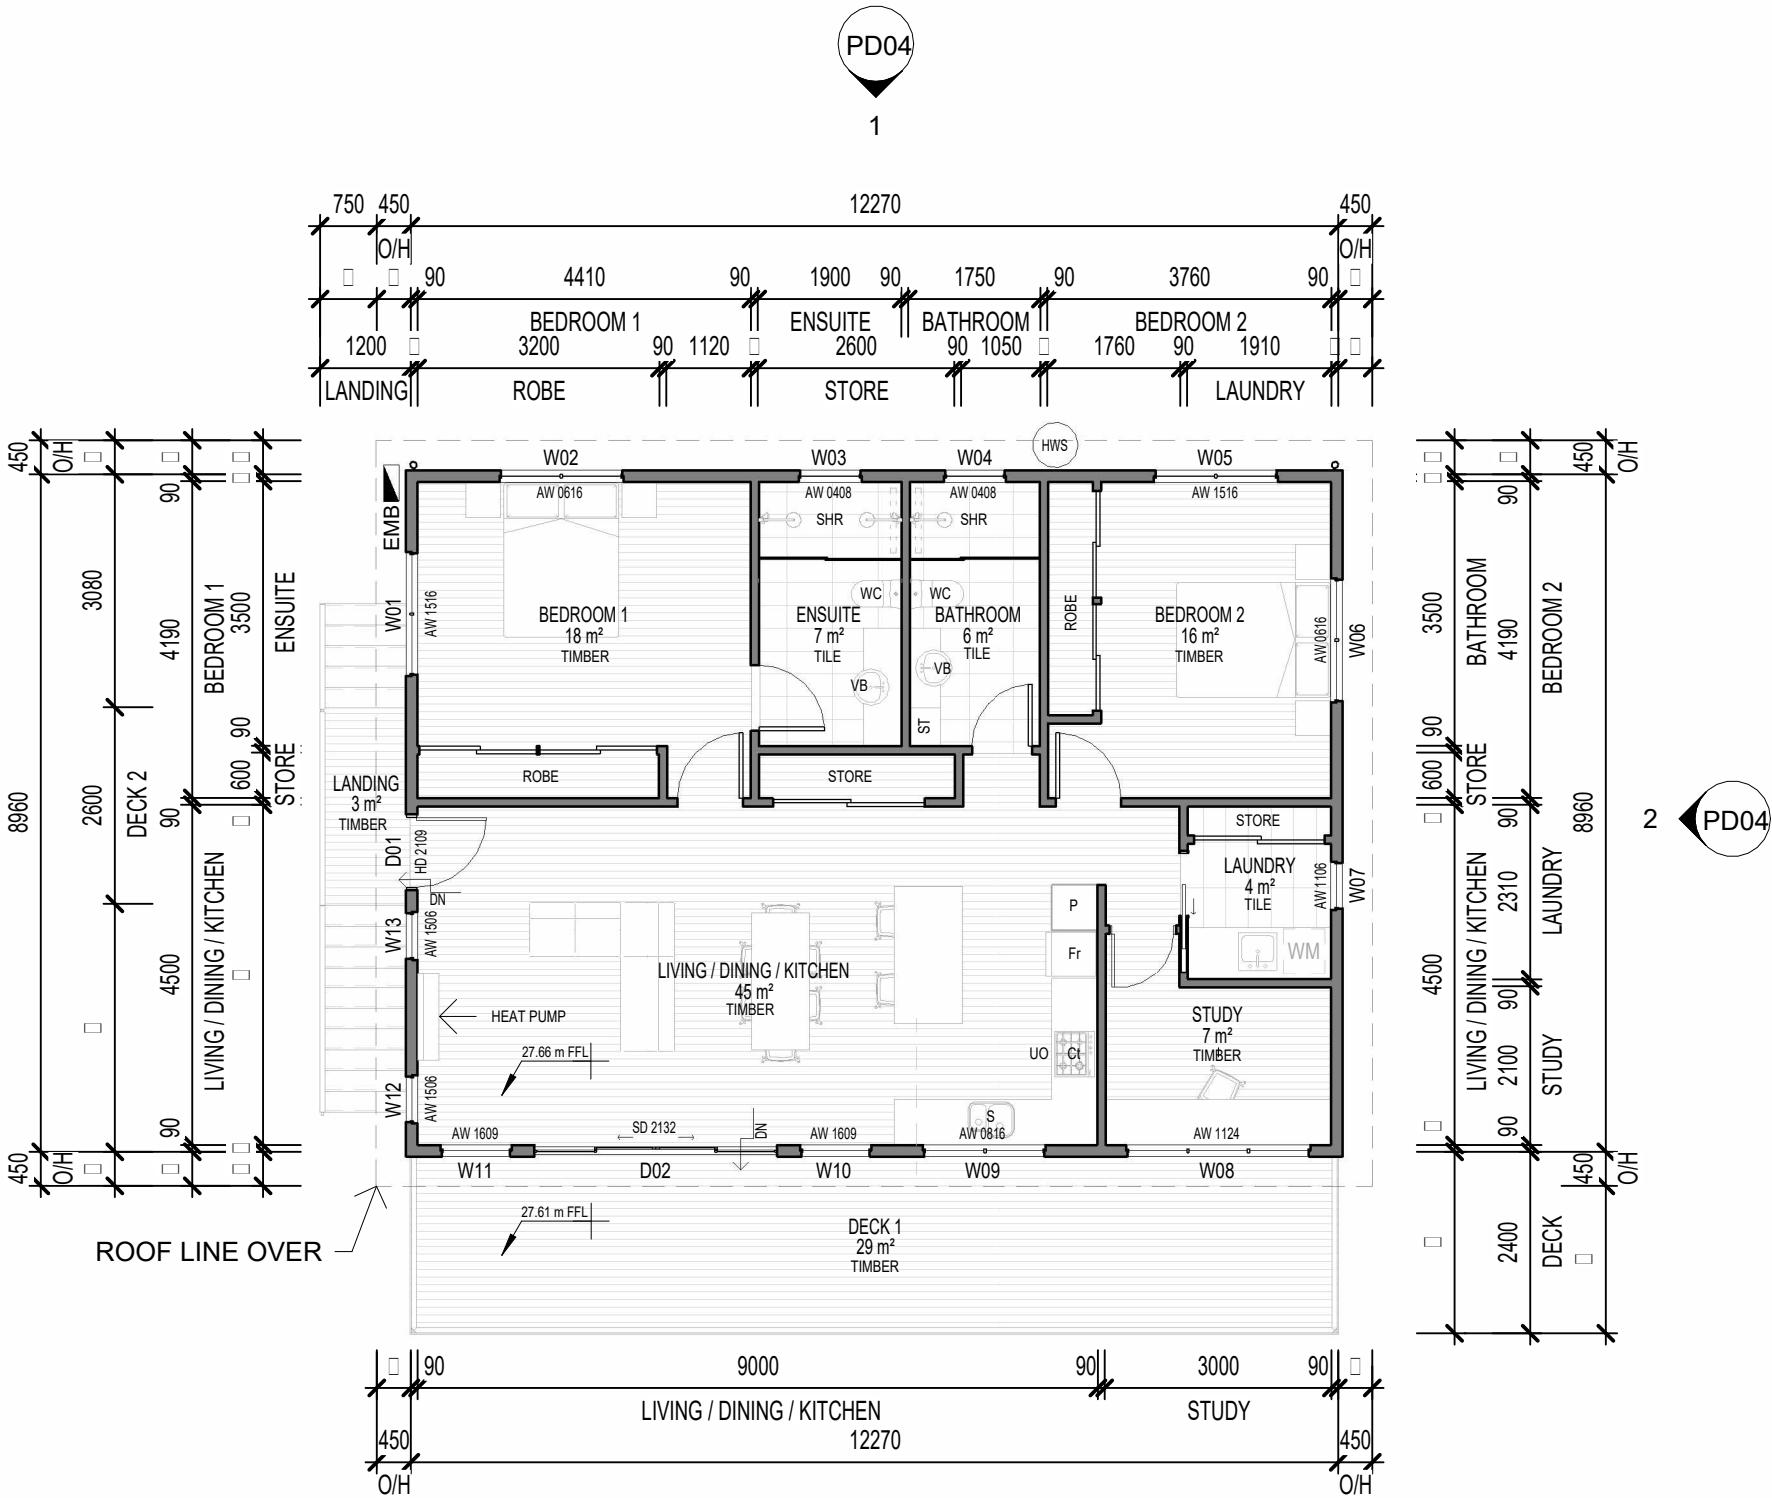 PD04
1
750 450 12270 450
O/H O/H
90 4410 90 1900 90 1750 90 3760 90
BEDROOM 1 ENSUITE BATHROOM BEDROOM 2
1200 3200 90 1120 2600 90 1050 1760 90 1910
LANDING ROBE STORE LAUNDRY
450
O/H
8960
450
O/H
3080
2600
DECK 2
90
4190
90
4500
90
BEDROOM 1
LIVING / DINING / KITCHEN
3500
90
600
ENSUITE
STORE
HWS
W02 W03 W04 W05
AW 0616 AW 0408 AW 0408 AW 1516
EMB
SHR SHR
W01
AW 1516
WC WC
BEDROOM 1
18 m²
TIMBER
ENSUITE
7 m²
TILE
BATHROOM
6 m²
TILE
ROBE
BEDROOM 2
16 m²
TIMBER
AW 0616
W06
VB VB
ST
ROBE
STORE
LANDING
3 m²
TIMBER
D01
HD 2109
DN
STORE
LAUNDRY
4 m²
TILE
AW 1106
W07
WM
W13
AW 1506
P
Fr
LIVING / DINING / KITCHEN
45 m²
TIMBER
HEAT PUMP
27.66 m FFL
UO
Ct
STUDY
7 m²
TIMBER
W12
AW 1506
S
DN
AW 1609 SD 2132 AW 1609 AW 0816 AW 1124
W11 D02 W10 W09 W08
27.61 m FFL
DECK 1
29 m²
TIMBER
ROOF LINE OVER
3500
90
600
4500
BATHROOM
STORE
LIVING / DINING / KITCHEN
90
4190
90
2310
90
2100
90
2400
BEDROOM 2
LAUNDRY
STUDY
DECK
450
O/H
8960
450
O/H
2
PD04
90 9000 90 3000 90
LIVING / DINING / KITCHEN STUDY
450 12270 450
O/H O/H